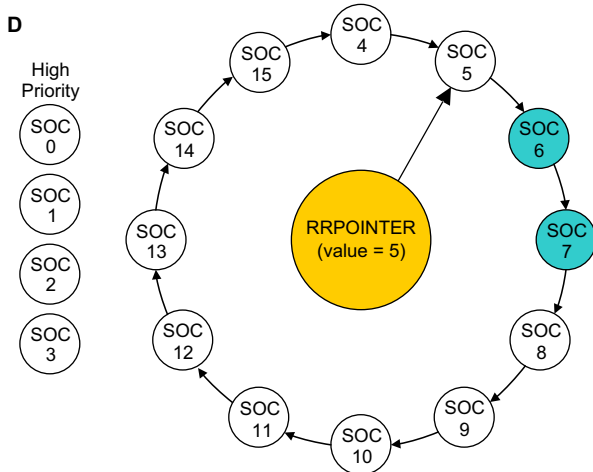 D
High
Priority
SOC
0
SOC
1
SOC
2
SOC
3
SOC
4
SOC
5
SOC
6
SOC
7
SOC
8
SOC
9
SOC
10
SOC
11
SOC
12
SOC
13
SOC
14
SOC
15
RRPOINTER
(value = 5)